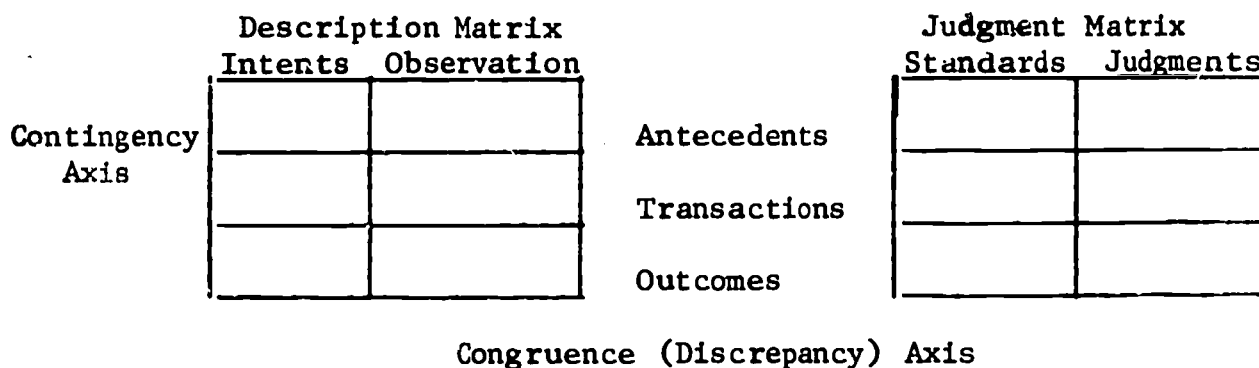 Description Matrix
Intents Observation
Judgment Matrix
Standards Judgments
Contingency
Axis
Antecedents
Transactions
Outcomes
Congruence (Discrepancy) Axis